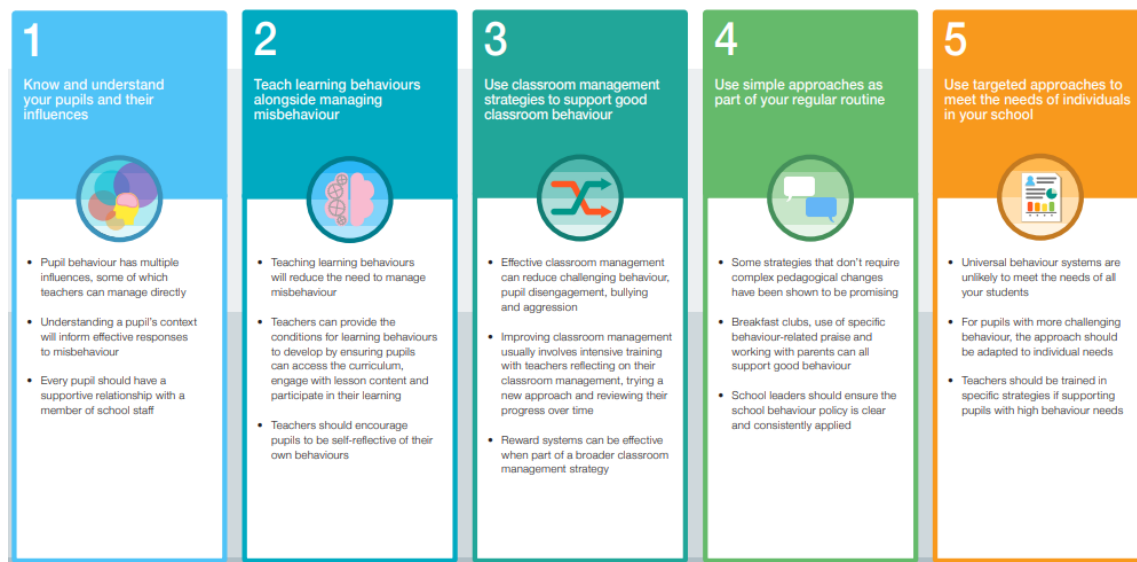 1
Know and understand
your pupils and their
influences
• Pupil behaviour has multiple
influences, some of which
teachers can manage directly
• Understanding a pupil's context
will inform effective responses
to misbehaviour
• Every pupil should have a
supportive relationship with a
member of school staff
2
Teach learning behaviours
alongside managing
misbehaviour
• Teaching learning behaviours
will reduce the need to manage
misbehaviour
• Teachers can provide the
conditions for learning behaviours
to develop by ensuring pupils
can access the curriculum,
engage with lesson content and
participate in their learning
• Teachers should encourage
pupils to be self-reflective of their
own behaviours
3
Use classroom management
strategies to support good
classroom behaviour
• Effective classroom management
can reduce challenging behaviour,
pupil disengagement, bullying
and aggression
• Improving classroom management
usually involves intensive training
with teachers reflecting on their
classroom management, trying a
new approach and reviewing their
progress over time
• Reward systems can be effective
when part of a broader classroom
management strategy
4
Use simple approaches as
part of your regular routine
• Some strategies that don't require
complex pedagogical changes
have been shown to be promising
• Breakfast clubs, use of specific
behaviour-related praise and
working with parents can all
support good behaviour
• School leaders should ensure the
school behaviour policy is clear
and consistently applied
5
Use targeted approaches to
meet the needs of individuals
in your school
• Universal behaviour systems are
unlikely to meet the needs of all
your students
• For pupils with more challenging
behaviour, the approach should
be adapted to individual needs
• Teachers should be trained in
specific strategies if supporting
pupils with high behaviour needs